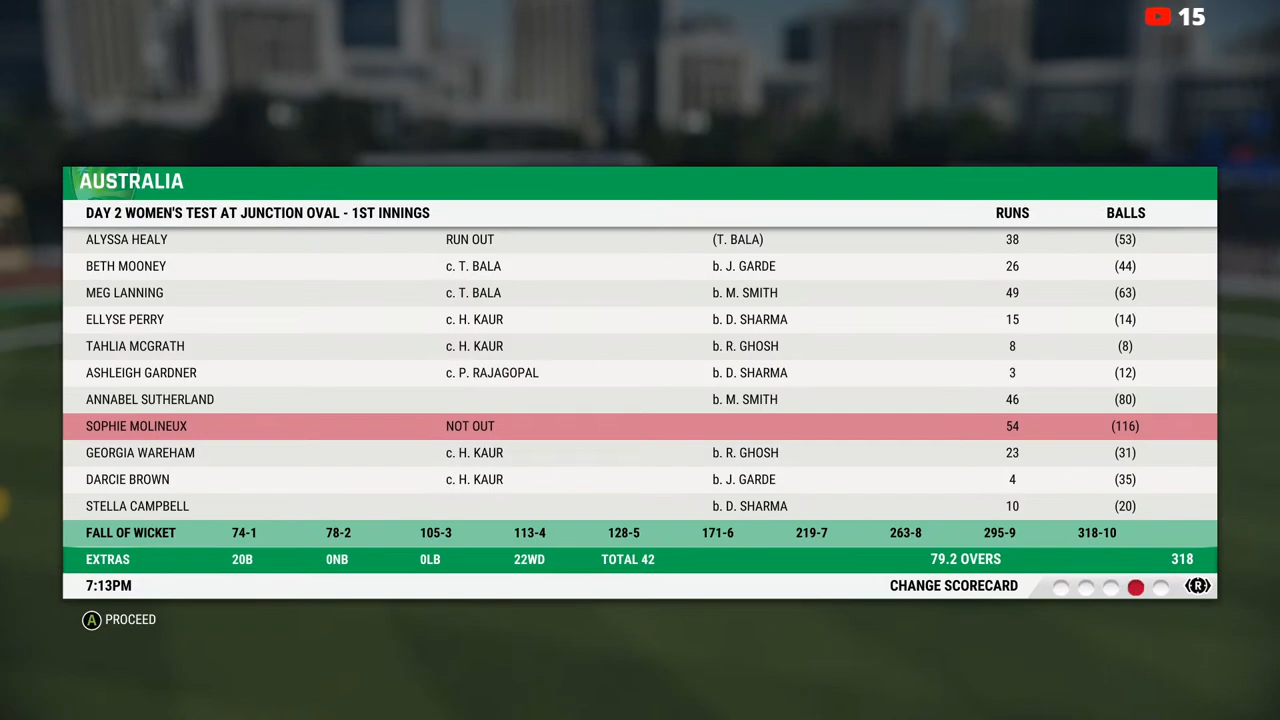 15
AUSTRALIA
DAY 2 WOMEN'S TEST AT JUNCTION OVAL - 1ST INNINGS RUNS BALLS
ALYSSA HEALY RUN OUT (T. BALA) 38 (53)
BETH MOONEY c. T. BALA b. J. GARDE 26 (44)
MEG LANNING c. T. BALA b. M. SMITH 49 (63)
ELLYSE PERRY c. H. KAUR b. D. SHARMA 15 (14)
TAHLIA MCGRATH c. H. KAUR b. R. GHOSH 8 (8)
ASHLEIGH GARDNER c. P. RAJAGOPAL b. D. SHARMA 3 (12)
ANNABEL SUTHERLAND b. M. SMITH 46 (80)
SOPHIE MOLINEUX NOT OUT 54 (116)
GEORGIA WAREHAM c. H. KAUR b. R. GHOSH 23 (31)
DARCIE BROWN c. H. KAUR b. J. GARDE 4 (35)
STELLA CAMPBELL b. D. SHARMA 10 (20)
FALL OF WICKET 74-1 78-2 105-3 113-4 128-5 171-6 219-7 263-8 295-9 318-10
EXTRAS 20B 0NB 0LB 22WD TOTAL 42 79.2 OVERS 318
7:13PM CHANGE SCORECARD R
A PROCEED